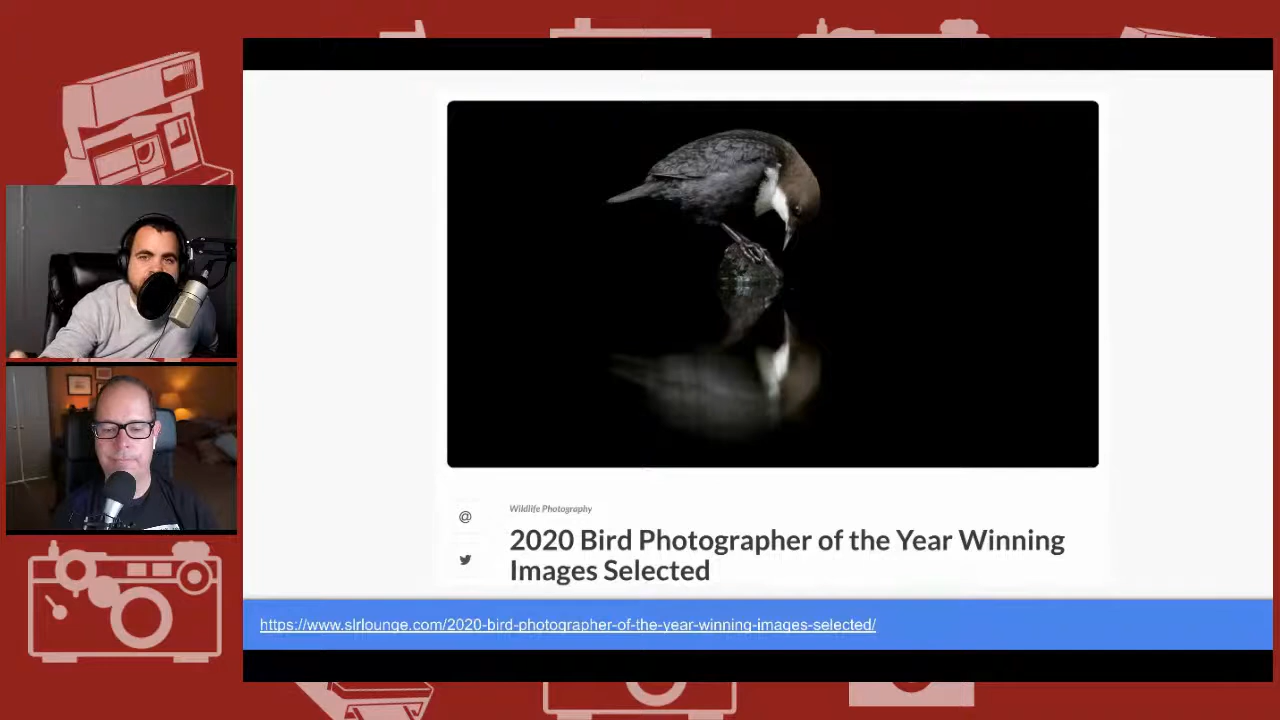 @
Wildlife Photography
2020 Bird Photographer of the Year Winning
Images Selected
https://www.slrlounge.com/2020-bird-photographer-of-the-year-winning-images-selected/